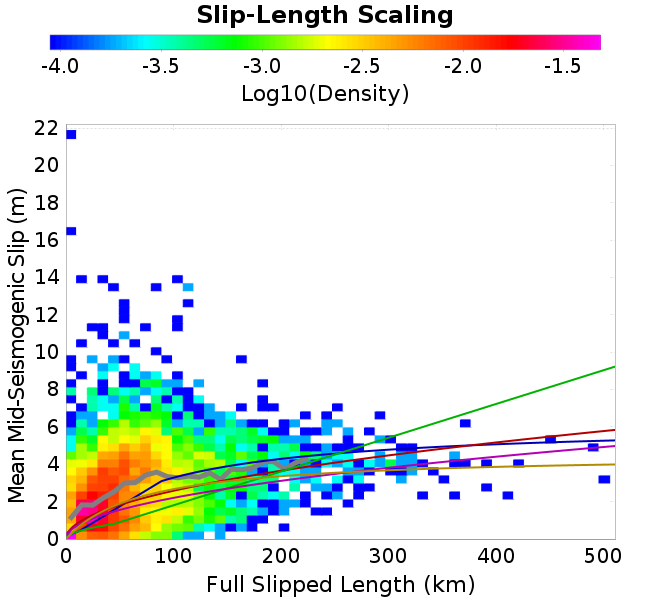 Slip-Length Scaling
-4.0 -3.5 -3.0 -2.5 -2.0 -1.5
Log10(Density)
Mean Mid-Seismogenic Slip (m)
22
20
18
16
14
12
10
8
6
4
2
0
0 100 200 300 400 500
Full Slipped Length (km)